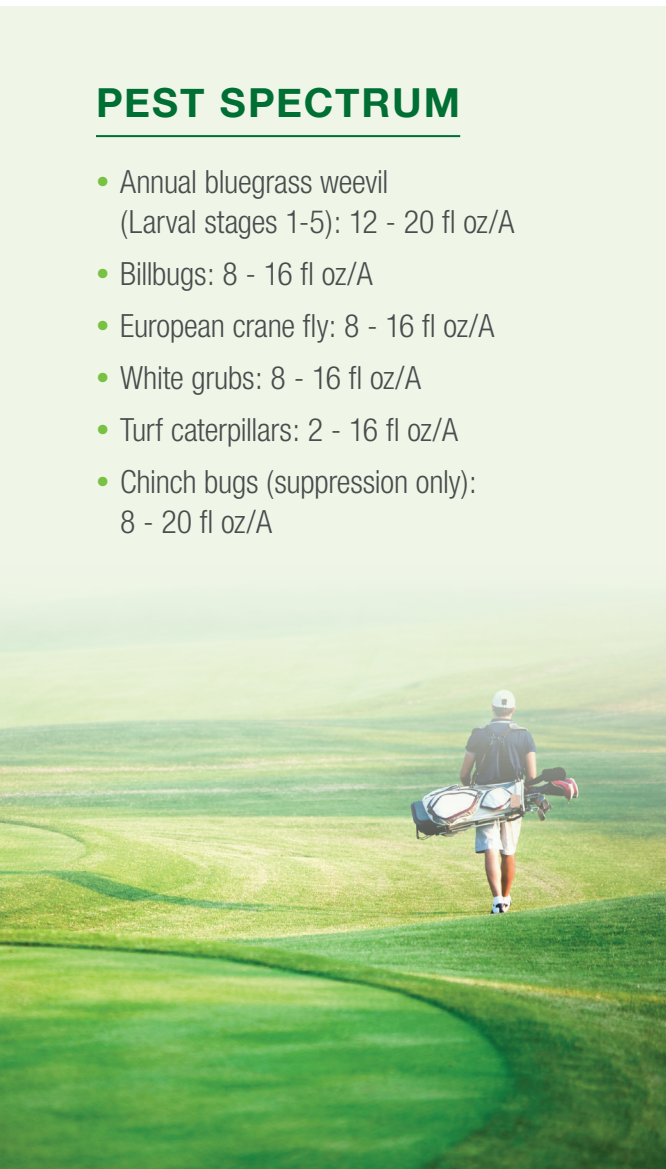 PEST SPECTRUM
• Annual bluegrass weevil
(Larval stages 1-5): 12 - 20 fl oz/A
• Billbugs: 8 - 16 fl oz/A
• European crane fly: 8 - 16 fl oz/A
• White grubs: 8 - 16 fl oz/A
• Turf caterpillars: 2 - 16 fl oz/A
• Chinch bugs (suppression only):
8 - 20 fl oz/A